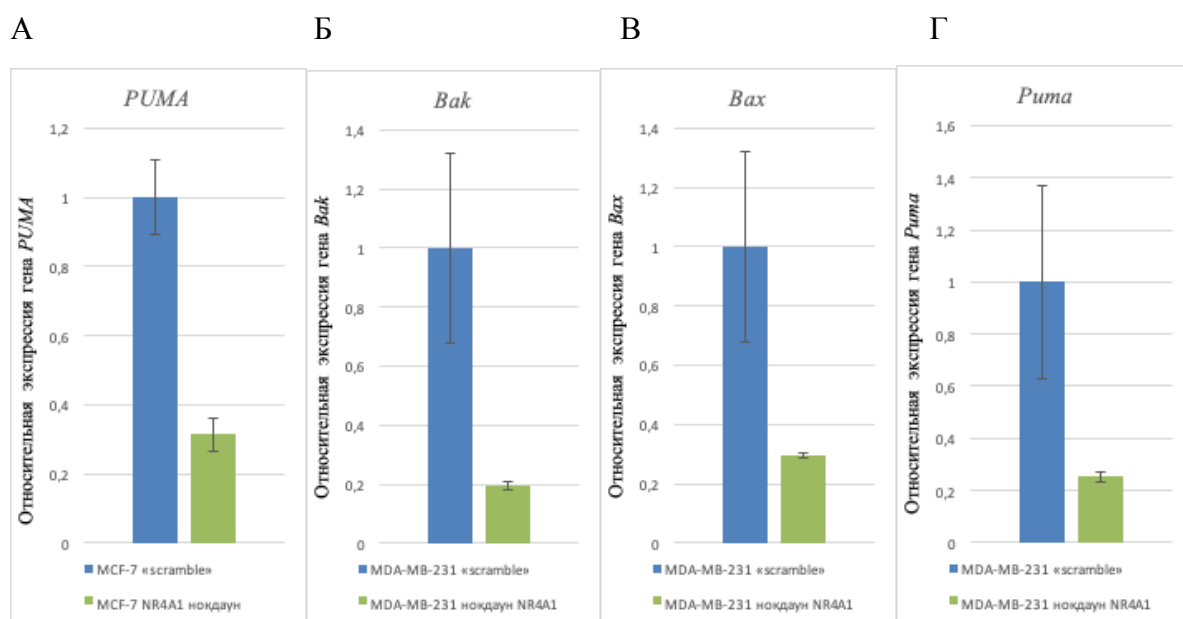 А
Б
В
Г
PUMA
Относительная экспрессия гена PUMA
1,2
1
0,8
0,6
0,4
0,2
0
MCF-7 «scramble»
MCF-7 NR4A1 нокдаун
Bak
Относительная экспрессия гена Bak
1,4
1,2
1
0,8
0,6
0,4
0,2
0
MDA-MB-231 «scramble»
MDA-MB-231 нокдаун NR4A1
Bax
Относительная экспрессия гена Bax
1,4
1,2
1
0,8
0,6
0,4
0,2
0
MDA-MB-231 «scramble»
MDA-MB-231 нокдаун NR4A1
Puma
Относительная экспрессия гена Puma
1,6
1,4
1,2
1
0,8
0,6
0,4
0,2
0
MDA-MB-231 «scramble»
MDA-MB-231 нокдаун NR4A1